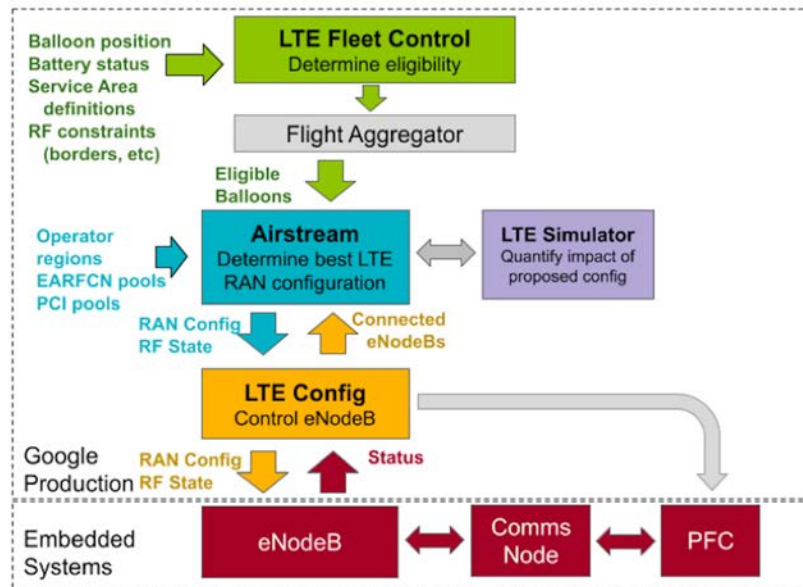 Balloon position
Battery status
Service Area
definitions
RF constraints
(borders, etc)
LTE Fleet Control
Determine eligibility
Flight Aggregator
Eligible
Balloons
Operator
regions
EARFCN pools
PCI pools
Airstream
Determine best LTE
RAN configuration
LTE Simulator
Quantify impact of
proposed config
RAN Config
RF State
Connected
eNodeBs
LTE Config
Control eNodeB
Google
Production
RAN Config
RF State
Status
Embedded
Systems
eNodeB
Comms
Node
PFC